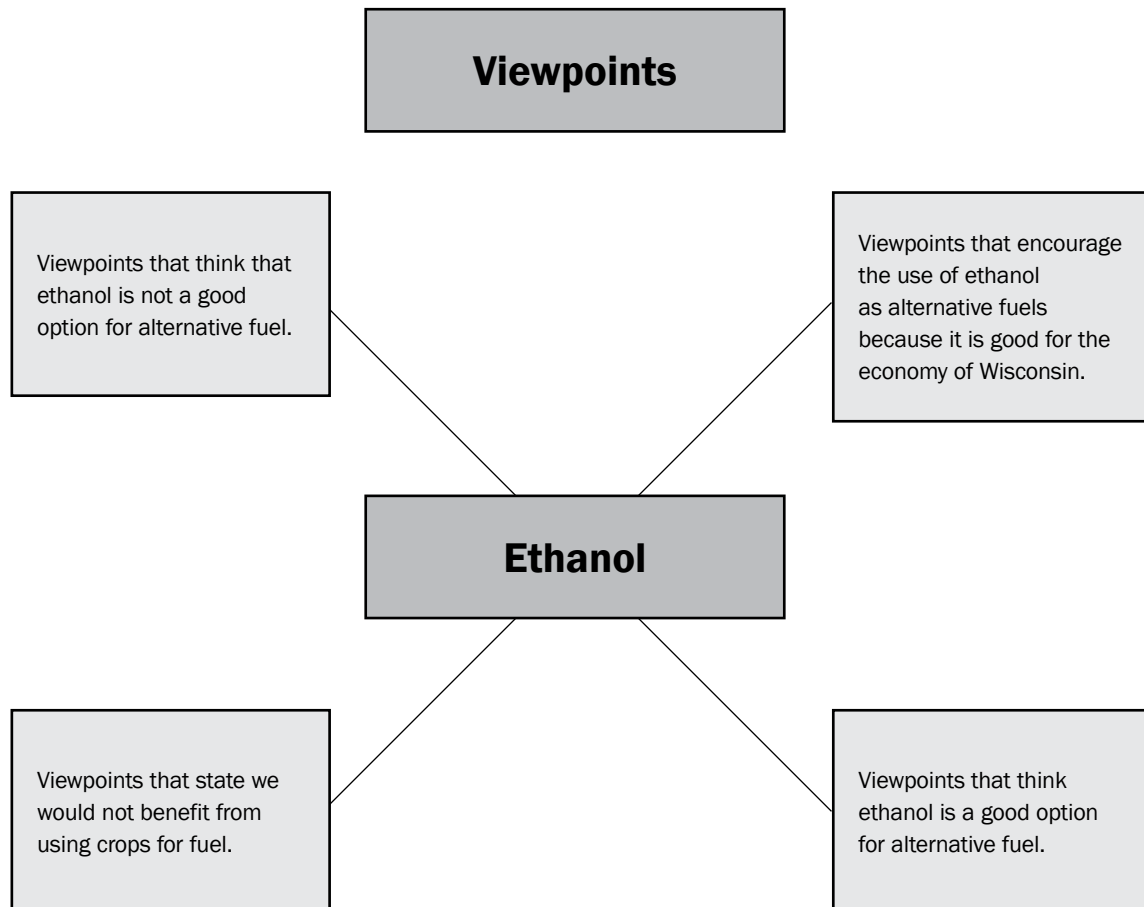 Viewpoints
Viewpoints that think that
ethanol is not a good
option for alternative fuel.
Viewpoints that encourage
the use of ethanol
as alternative fuels
because it is good for the
economy of Wisconsin.
Ethanol
Viewpoints that state we
would not benefit from
using crops for fuel.
Viewpoints that think
ethanol is a good option
for alternative fuel.